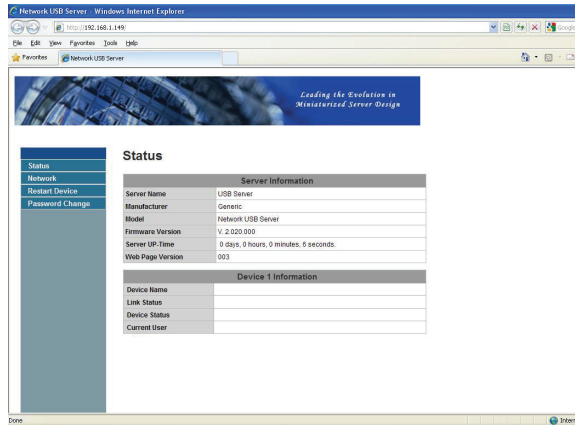 Network USB Server - Windows Internet Explorer
http://192.168.1.149/
Google
File Edit View Favorites Tools Help
Favorites Network USB Server
Leading the Evolution in
Miniaturized Server Design
Status
Network
Restart Device
Password Change
Status
Server Information
Server Name USB Server
Manufacturer Generic
Model Network USB Server
Firmware Version V. 2.020.000
Server UP-Time 0 days, 0 hours, 0 minutes, 6 seconds.
Web Page Version 003
Device 1 Information
Device Name
Link Status
Device Status
Current User
Done Intern